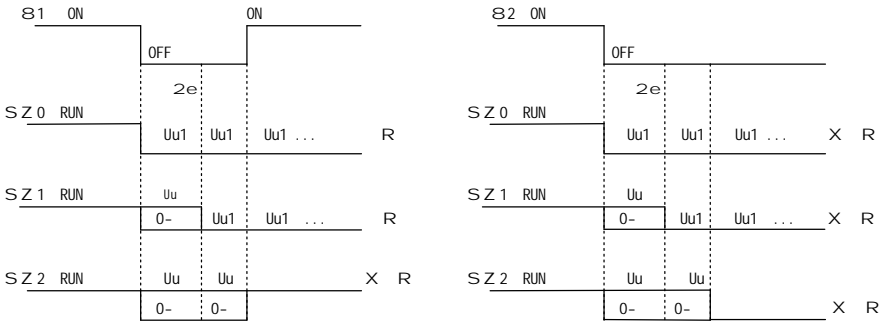 81 ON ON
OFF
2e
SZ0 RUN
Uu1 Uu1 Uu1 ... R
SZ1 RUN Uu
0- Uu1 Uu1 ... R
SZ2 RUN Uu Uu X R
0- 0-
82 ON
OFF
2e
SZ0 RUN
Uu1 Uu1 Uu1 ... X R
SZ1 RUN Uu
0- Uu1 Uu1 ... X R
SZ2 RUN Uu Uu
0- 0- X R